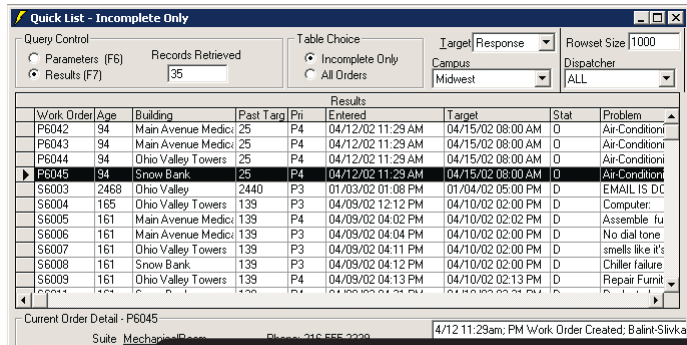 Quick List - Incomplete Only
Query Control
Parameters (F6)
Results (F7)
Records Retrieved
35
Table Choice
Incomplete Only
All Orders
Target Response
Rowset Size 1000
Campus
Midwest
Dispatcher
ALL
Results
Work Order Age Building Past Targ Pri Entered Target Stat Problem
P6042 94 Main Avenue Medica 25 P4 04/12/02 11:29 AM 04/15/02 08:00 AM O Air-Conditioni
P6043 94 Main Avenue Medica 25 P4 04/12/02 11:29 AM 04/15/02 08:00 AM O Air-Conditioni
P6044 94 Ohio Valley Towers 25 P4 04/12/02 11:29 AM 04/15/02 08:00 AM O Air-Conditioni
P6045 94 Snow Bank 25 P4 04/12/02 11:29 AM 04/15/02 08:00 AM O Air-Conditioni
S6003 2468 Ohio Valley 2440 P3 01/03/02 01:08 PM 01/04/02 05:00 PM D EMAIL IS DO
S6004 165 Ohio Valley Towers 139 P3 04/09/02 12:12 PM 04/10/02 02:00 PM D Computer:
S6005 161 Main Avenue Medica 139 P4 04/09/02 04:02 PM 04/10/02 02:02 PM D Assemble fu
S6006 161 Main Avenue Medica 139 P3 04/09/02 04:04 PM 04/10/02 02:00 PM D No dial tone
S6007 161 Ohio Valley Towers 139 P3 04/09/02 04:11 PM 04/10/02 02:00 PM D smells like it's
S6008 161 Snow Bank 139 P3 04/09/02 04:12 PM 04/10/02 02:00 PM D Chiller failure
S6009 161 Ohio Valley Towers 139 P4 04/09/02 04:13 PM 04/10/02 02:13 PM D Repair Furnit
Current Order Detail - P6045
4/12 11:29am; PM Work Order Created; Balint-Slivka
Suite MechanicalRoom Phone: 216 555 2339